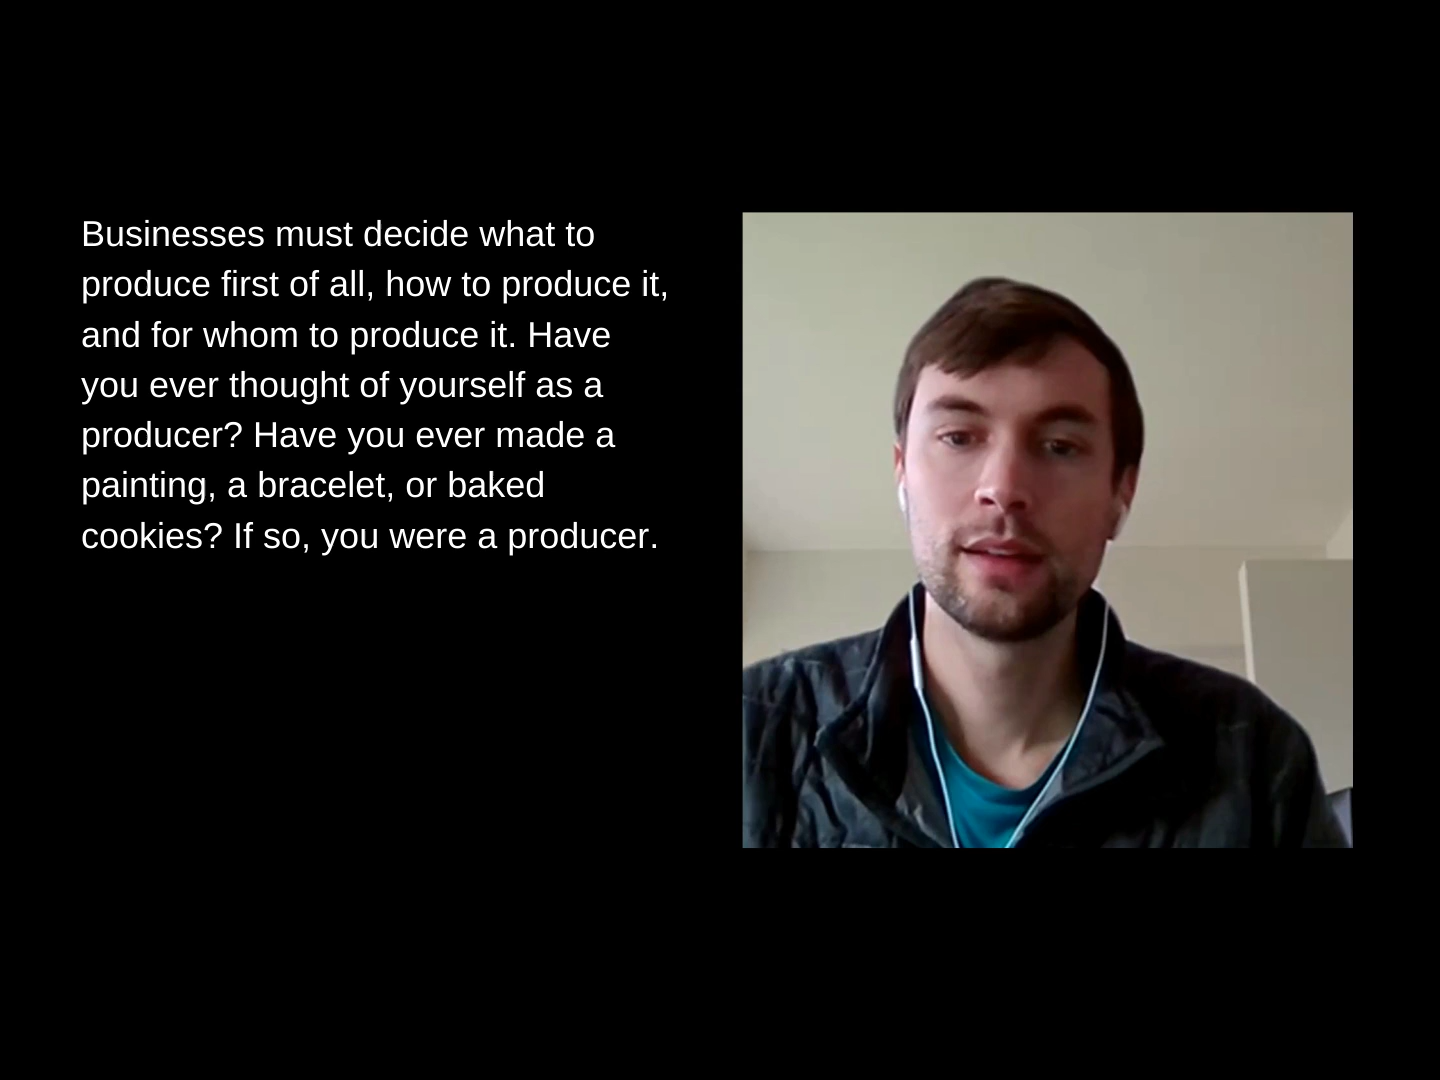 Businesses must decide what to
produce first of all, how to produce it,
and for whom to produce it. Have
you ever thought of yourself as a
producer? Have you ever made a
painting, a bracelet, or baked
cookies? If so, you were a producer.